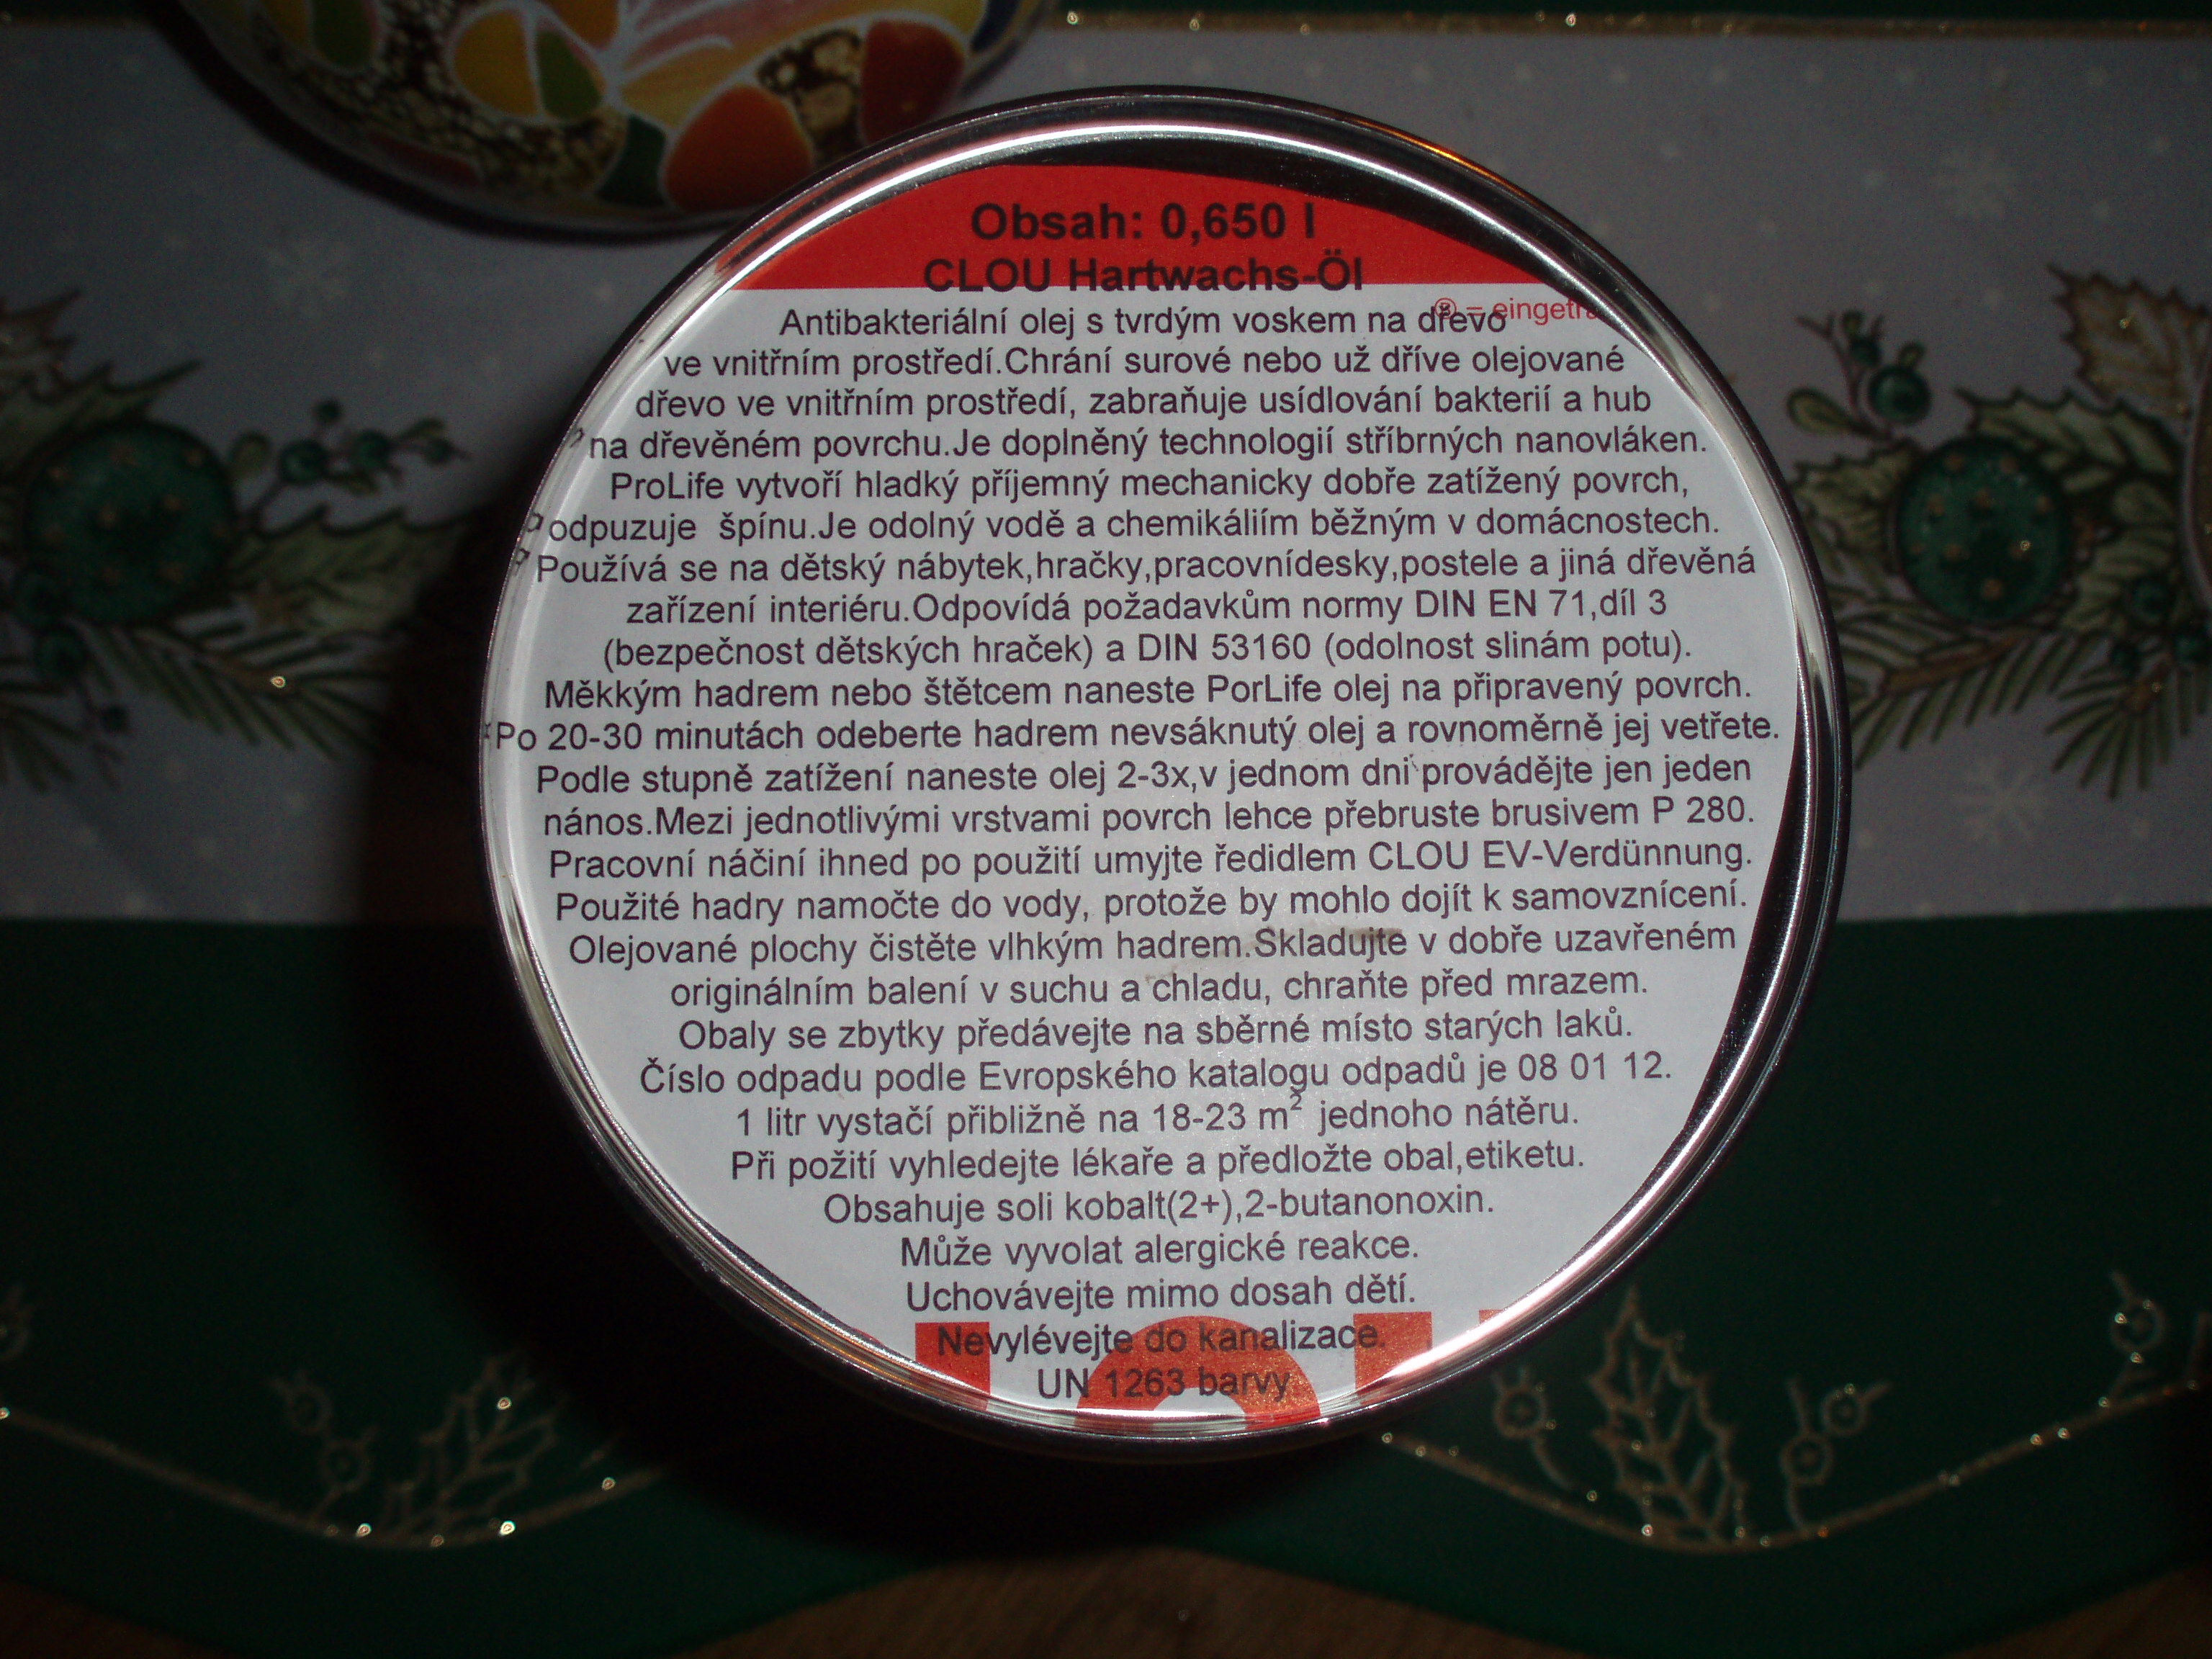 Obsah: 0,650 l
CLOU Hartwachs-Öl
® = eingetra
Antibakteriální olej s tvrdým voskem na dřevo
ve vnitřním prostředí.Chrání surové nebo už dříve olejované
dřevo ve vnitřním prostředí, zabraňuje usídlování bakterií a hub
na dřevěném povrchu.Je doplněný technologií stříbrných nanovláken.
ProLife vytvoří hladký příjemný mechanicky dobře zatížený povrch,
odpuzuje  špínu.Je odolný vodě a chemikáliím běžným v domácnostech.
Používá se na dětský nábytek,hračky,pracovnídesky,postele a jiná dřevěná
zařízení interiéru.Odpovídá požadavkům normy DIN EN 71,díl 3
(bezpečnost dětských hraček) a DIN 53160 (odolnost slinám potu).
Měkkým hadrem nebo štětcem naneste PorLife olej na připravený povrch.
Po 20-30 minutách odeberte hadrem nevsáknutý olej a rovnoměrně jej vetřete.
Podle stupně zatížení naneste olej 2-3x,v jednom dni provádějte jen jeden
nános.Mezi jednotlivými vrstvami povrch lehce přebruste brusivem P 280.
Pracovní náčiní ihned po použití umyjte ředidlem CLOU EV-Verdünnung.
Použité hadry namočte do vody, protože by mohlo dojít k samovznícení.
Olejované plochy čistěte vlhkým hadrem.Skladujte v dobře uzavřeném
originálním balení v suchu a chladu, chraňte před mrazem.
Obaly se zbytky předávejte na sběrné místo starých laků.
Číslo odpadu podle Evropského katalogu odpadů je 08 01 12.
1 litr vystačí přibližně na 18-23 m² jednoho nátěru.
Při požití vyhledejte lékaře a předložte obal,etiketu.
Obsahuje soli kobalt(2+),2-butanonoxin.
Může vyvolat alergické reakce.
Uchovávejte mimo dosah dětí.
Nevylévejte do kanalizace.
UN 1263 barvy